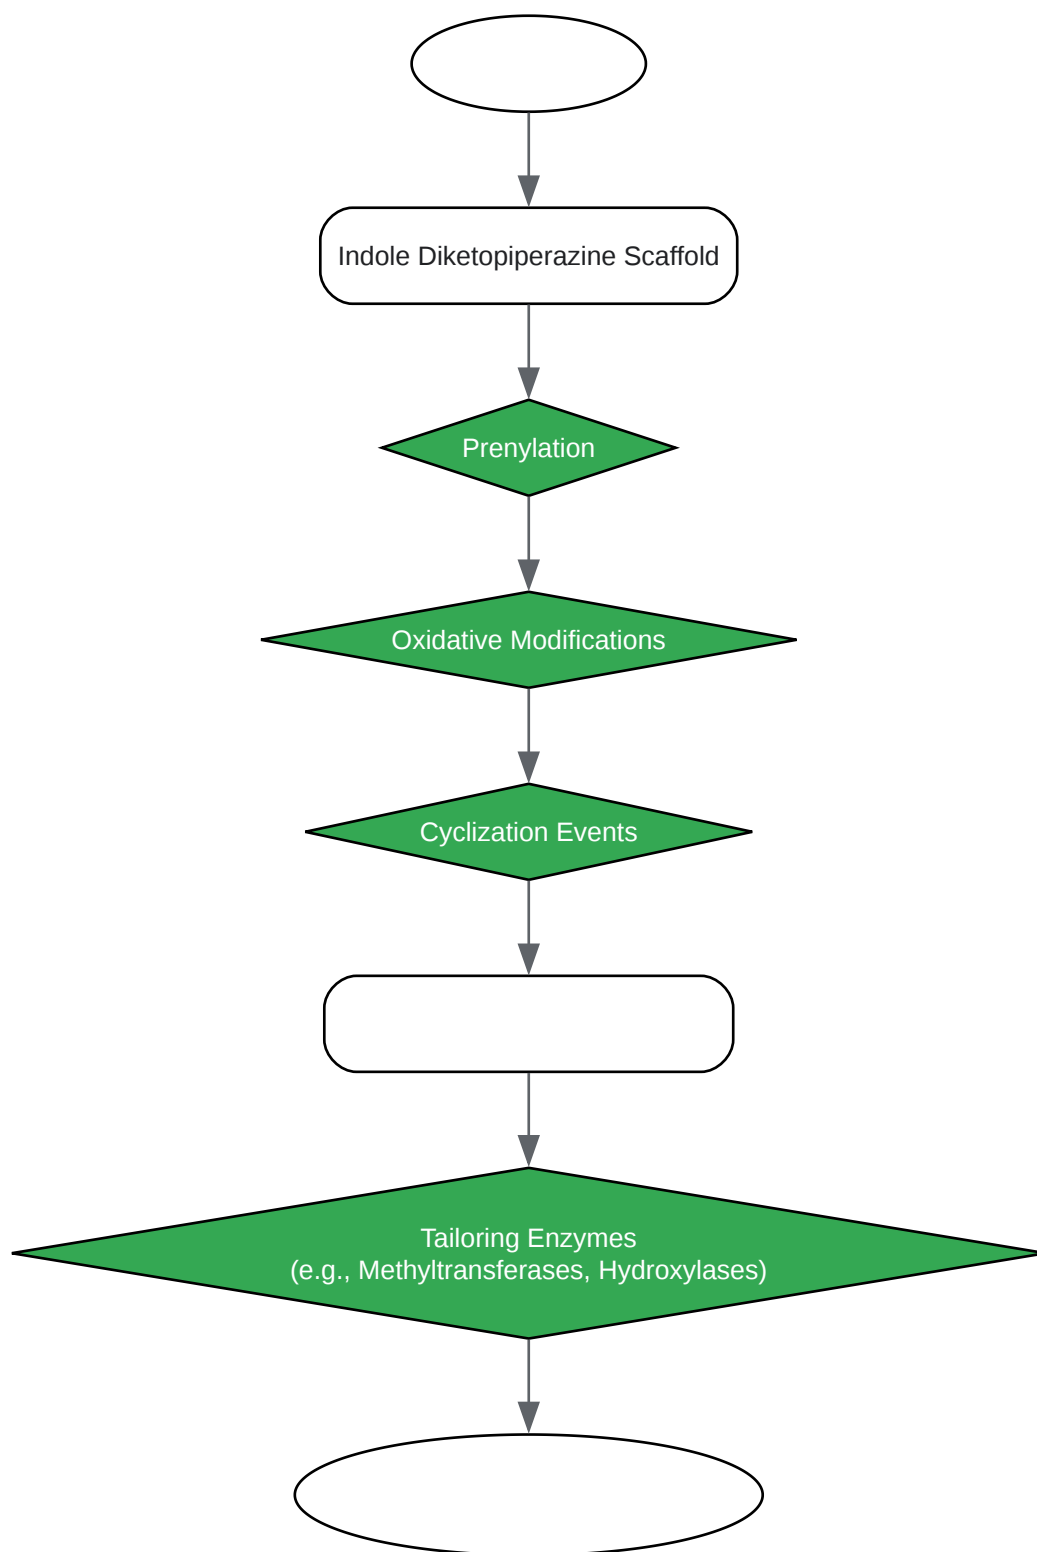 Indole Diketopiperazine Scaffold
Prenylation
Oxidative Modifications
Cyclization Events
Tailoring Enzymes
(e.g., Methyltransferases, Hydroxylases)